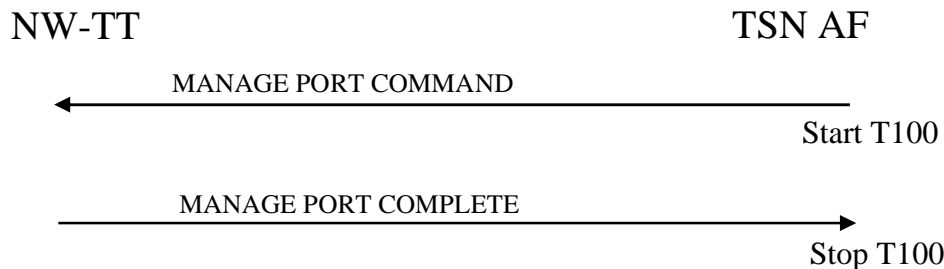 NW-TT
TSN AF
MANAGE PORT COMMAND
Start T100
MANAGE PORT COMPLETE
Stop T100